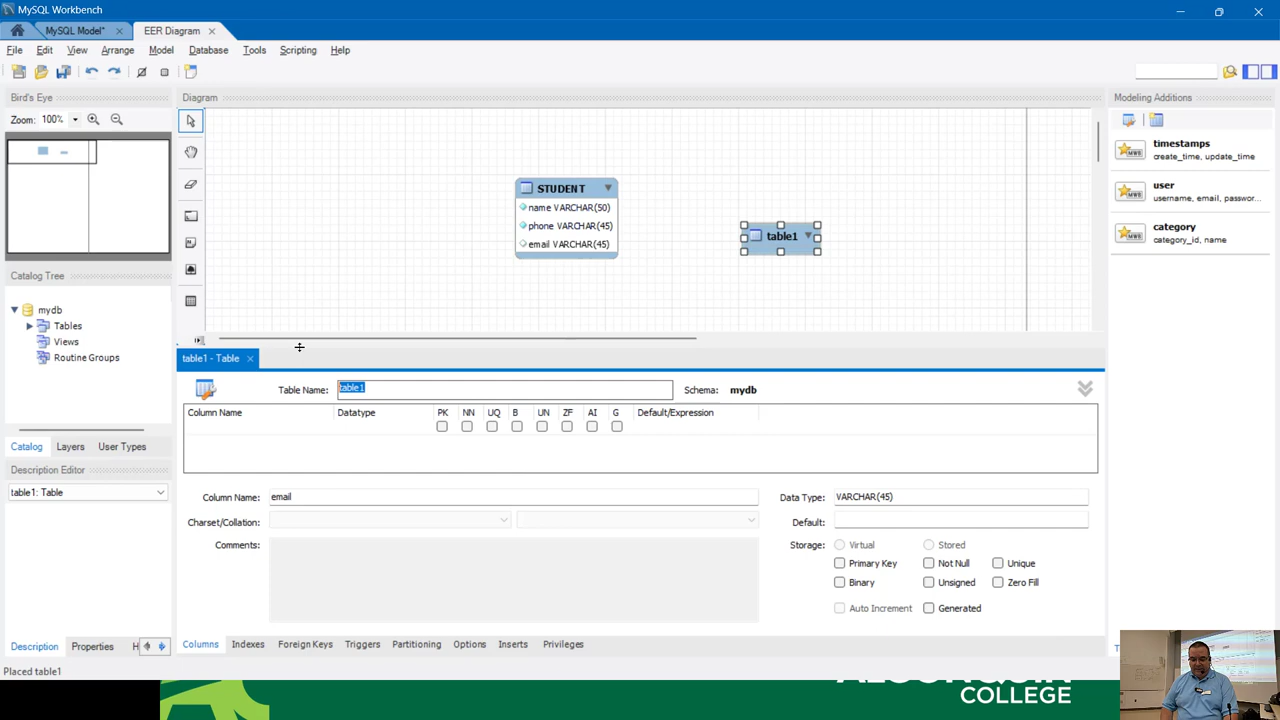 MySQL Workbench
MySQL Model* ×
EER Diagram ×
File Edit View Arrange Model Database Tools Scripting Help
Bird's Eye
Zoom: 100%
Diagram
Modeling Additions
timestamps
create_time, update_time
user
username, email, passwor...
category
category_id, name
STUDENT
name VARCHAR(50)
phone VARCHAR(45)
email VARCHAR(45)
table1
Catalog Tree
mydb
Tables
Views
Routine Groups
Catalog Layers User Types
Description Editor
table1: Table
Description Properties H
Placed table1
table1 - Table ×
Table Name: table1 Schema: mydb
Column Name Datatype PK NN UQ B UN ZF AI G Default/Expression
Column Name: email Data Type: VARCHAR(45)
Charset/Collation: Default:
Comments: Storage: Virtual Stored
Primary Key Not Null Unique
Binary Unsigned Zero Fill
Auto Increment Generated
Columns Indexes Foreign Keys Triggers Partitioning Options Inserts Privileges
COLLEGE